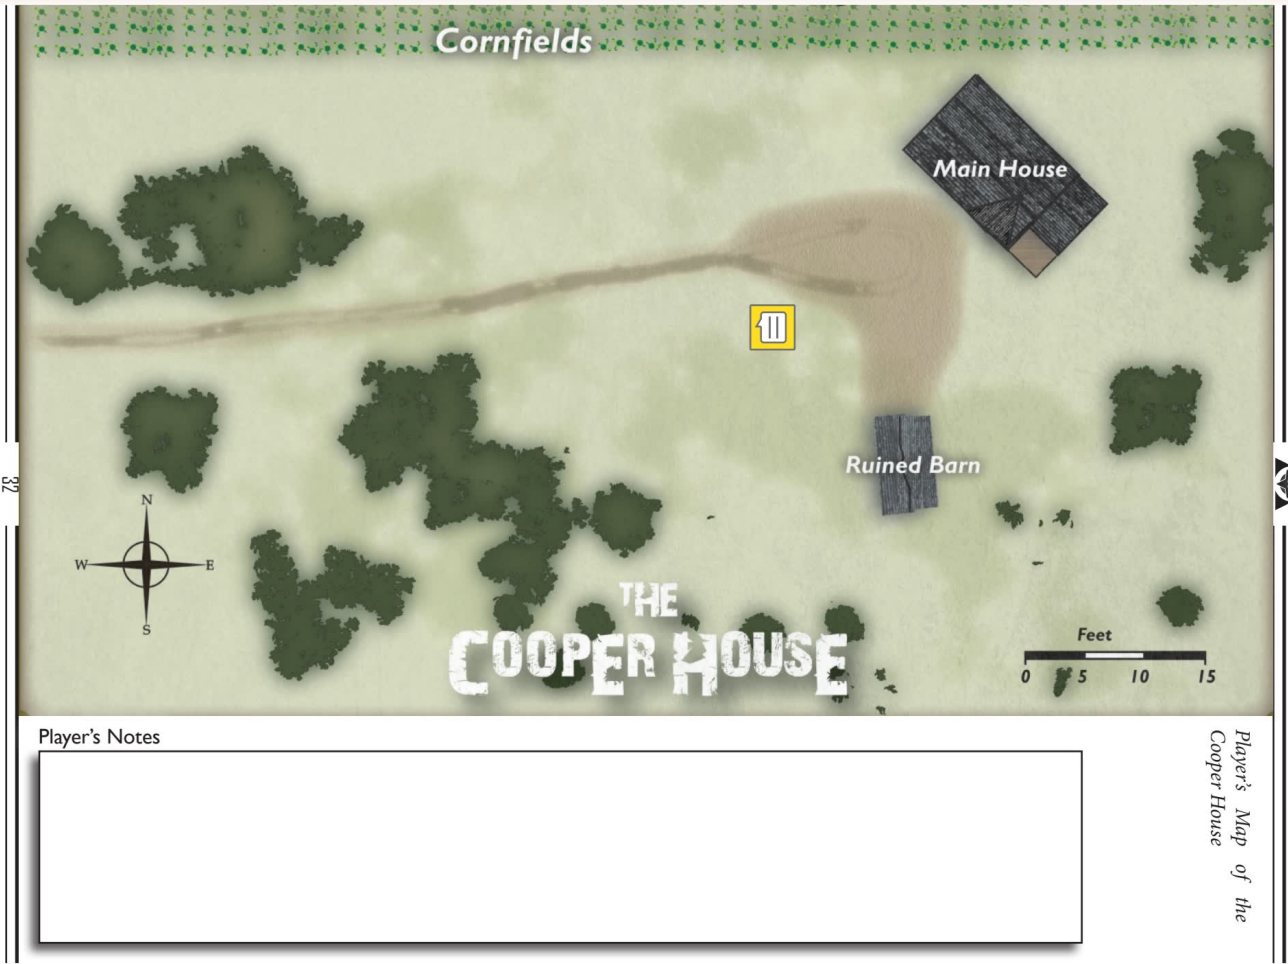 Cornfields
Main House
Ruined Barn
N
W E
S
THE
COOPER HOUSE
Feet
0 5 10 15
Player's Notes
Player's Map of the
Cooper House
32